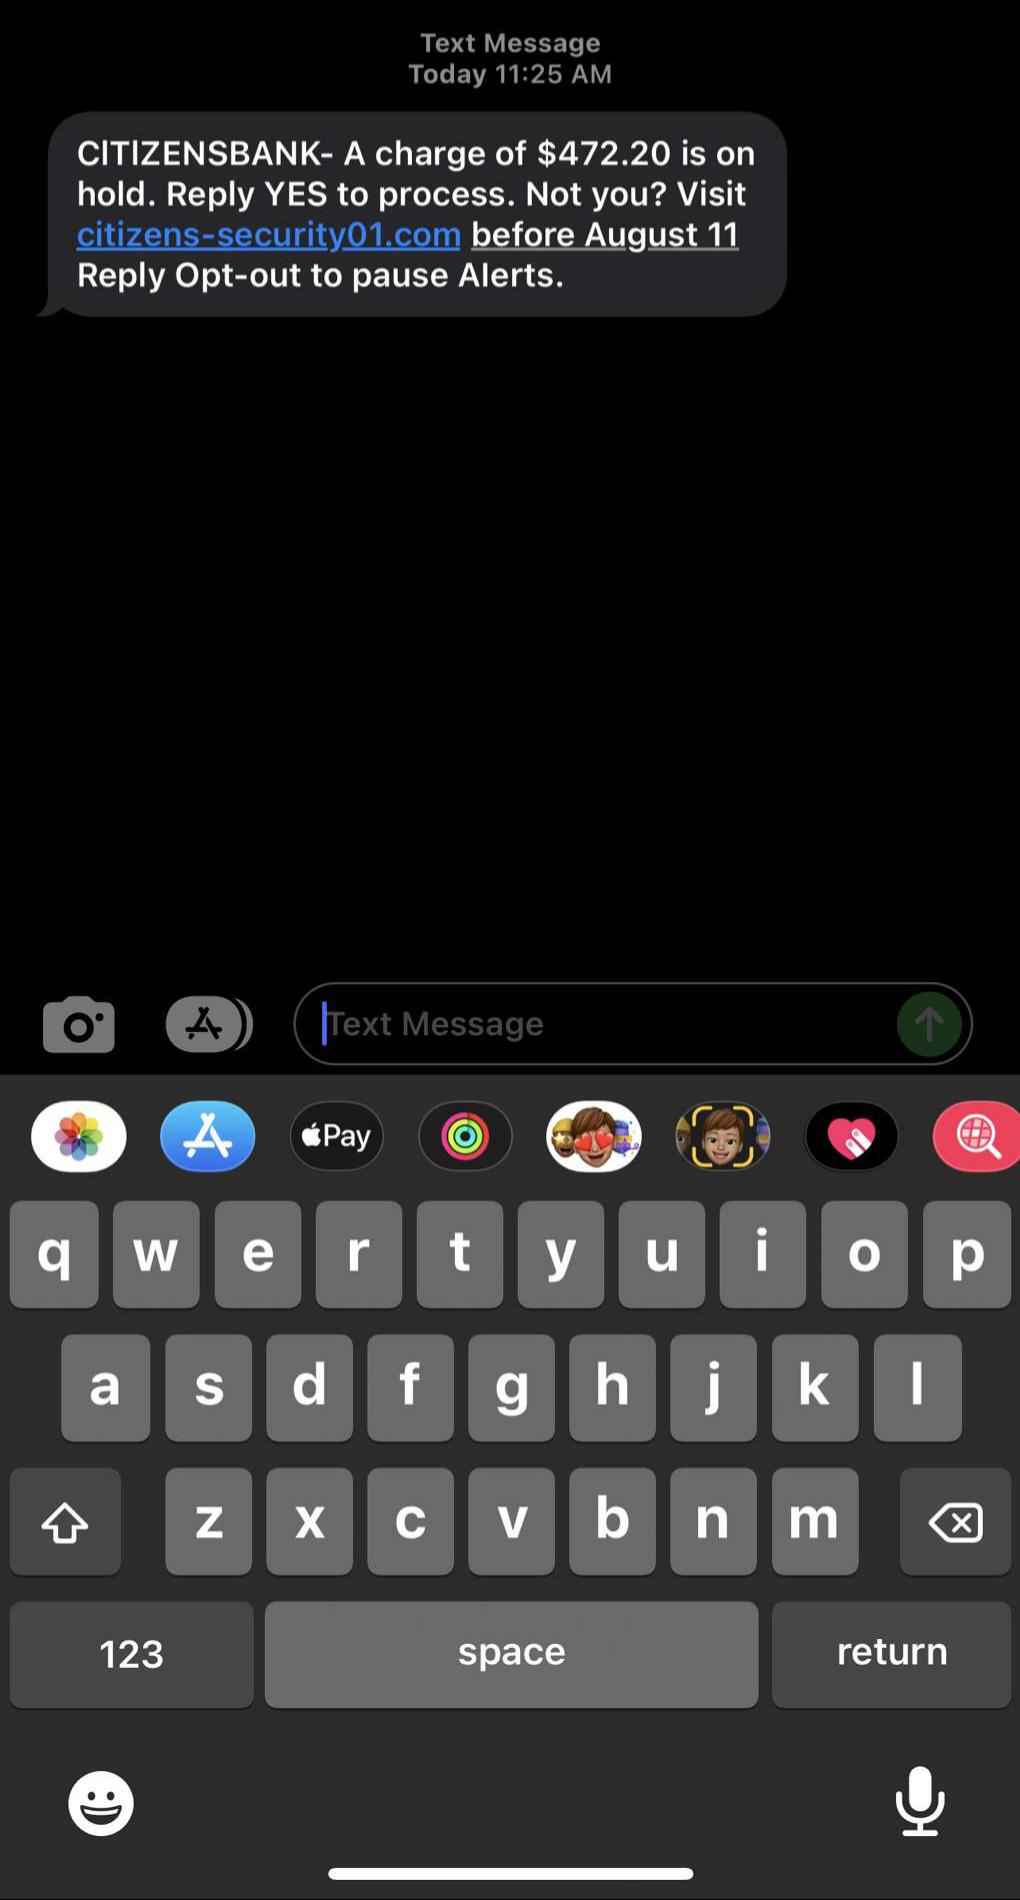 Text Message
Today 11:25 AM
ClTlZENSBANK- A charge of $472.20 is on
hold. Reply YES to process. Not you? Visit
citizens-security01.com before August 11
Reply Opt-out to pause Alerts.
Text Message
Pay
q w e r t y u i o p
a s d f g h j k l
z x c v b n m
123 space return